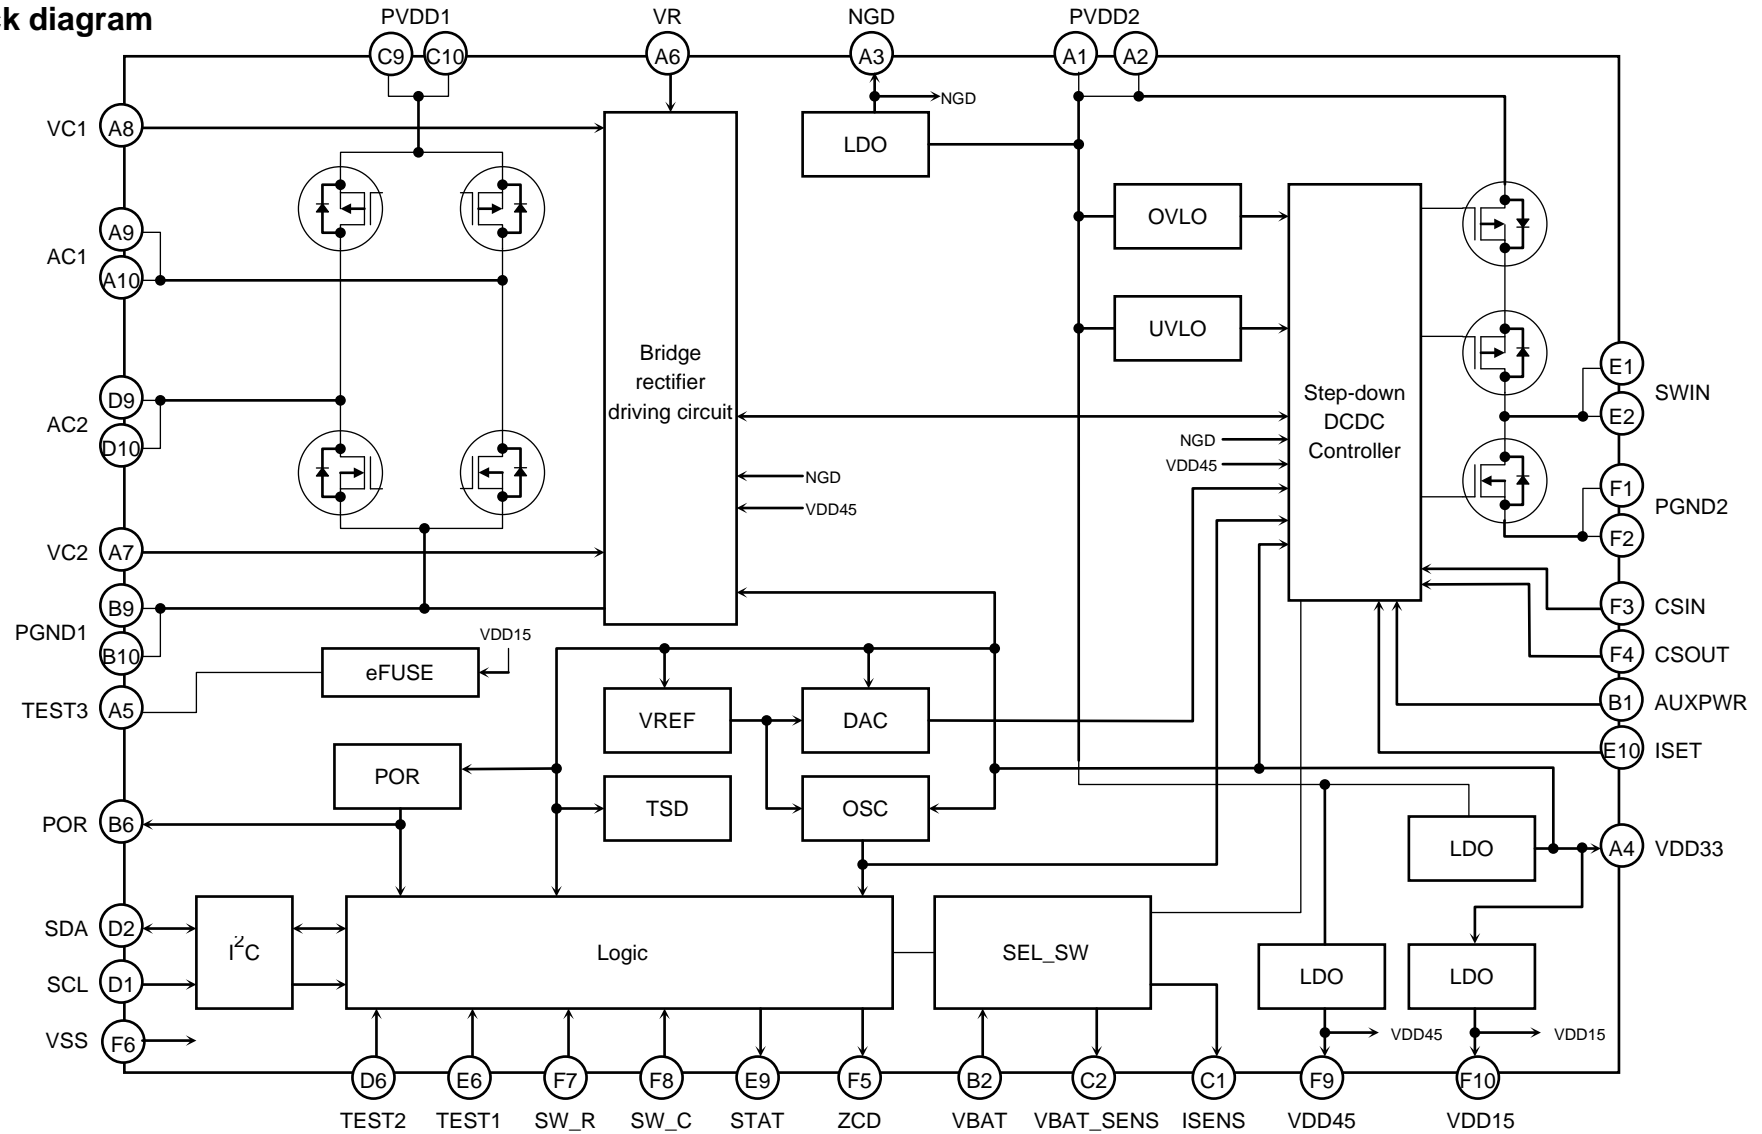 ck diagram
PVDD1
VR
NGD
PVDD2
C9
C10
A6
A3
A1
A2
NGD
VC1
A8
LDO
OVLO
A9
AC1
A10
UVLO
Bridge
rectifier
driving circuit
Step-down
DCDC
Controller
E1
SWIN
E2
D9
AC2
D10
NGD
VDD45
NGD
VDD45
F1
PGND2
F2
VC2
A7
B9
PGND1
B10
F3
CSIN
F4
CSOUT
VDD15
eFUSE
TEST3
A5
VREF
DAC
B1
AUXPWR
E10
ISET
POR
TSD
OSC
POR
B6
LDO
A4
VDD33
SDA
D2
I2C
Logic
SEL_SW
LDO
LDO
SCL
D1
VSS
F6
VDD45
VDD15
D6
E6
F7
F8
E9
F5
B2
C2
C1
F9
F10
TEST2
TEST1
SW_R
SW_C
STAT
ZCD
VBAT
VBAT_SENS
ISENS
VDD45
VDD15